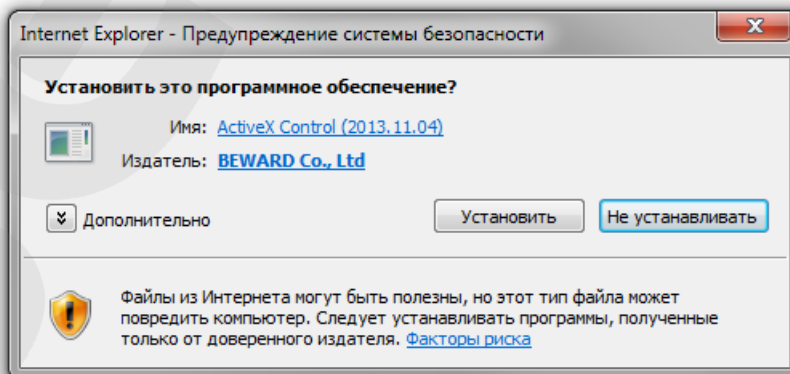 Internet Explorer - Предупреждение системы безопасности
Установить это программное обеспечение?
Имя: ActiveX Control (2013.11.04)
Издатель: BEWARD Co., Ltd
Дополнительно
Установить
Не устанавливать
Файлы из Интернета могут быть полезны, но этот тип файла может
повредить компьютер. Следует устанавливать программы, полученные
только от доверенного издателя. Факторы риска